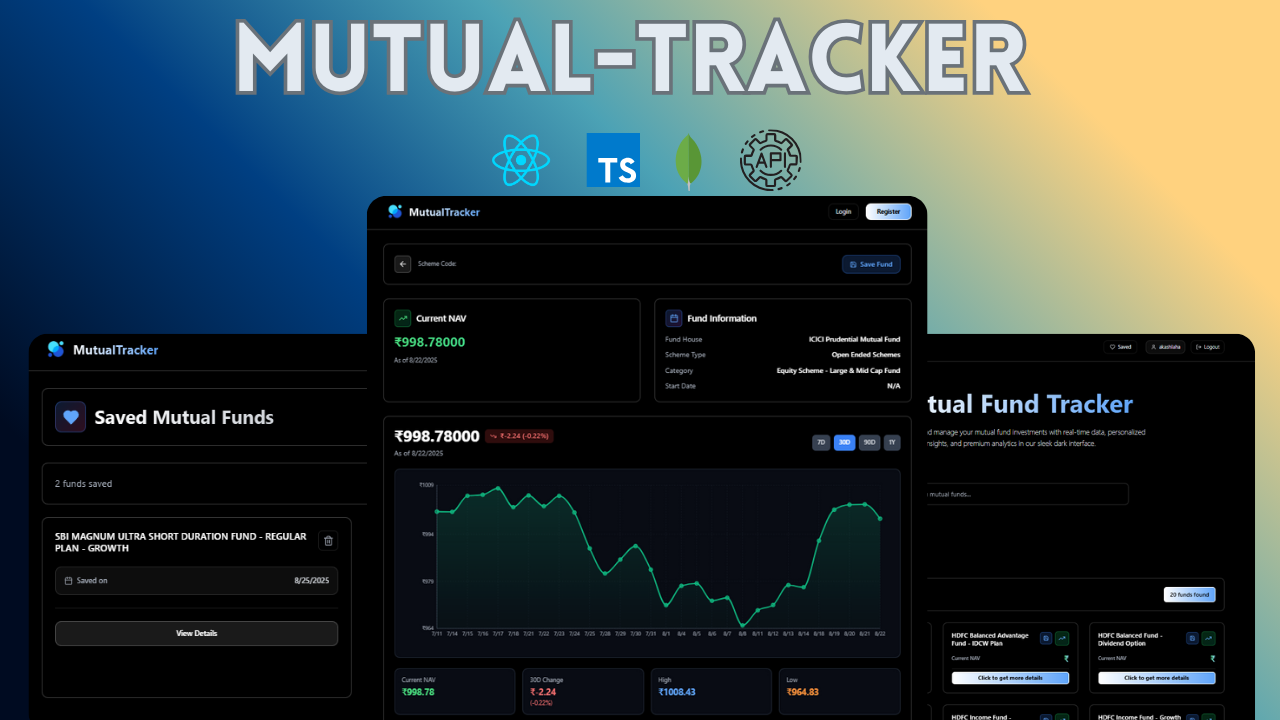 MUTUAL-TRACKER
TS
API
MutualTracker
Login
Register
Scheme Code
Save Fund
Current NAV
₹998.78000
As of 8/22/2025
Fund Information
Fund House ICICI Prudential Mutual Fund
Scheme Type Open Ended Schemes
Category Equity Scheme - Large & Mid Cap Fund
Start Date N/A
₹998.78000 ₹-2.24 (-0.22%)
As of 8/22/2025
7D 30D 90D 1Y
₹1009
₹994
₹979
₹964
7/11 7/14 7/15 7/16 7/17 7/18 7/21 7/22 7/23 7/24 7/25 7/28 7/29 7/30 7/31 8/1 8/4 8/5 8/6 8/7 8/8 8/11 8/12 8/13 8/14 8/18 8/19 8/20 8/21 8/22
Current NAV
₹998.78
30D Change
₹-2.24
(-0.22%)
High
₹1008.43
Low
₹964.83
MutualTracker
Saved Mutual Funds
2 funds saved
SBI MAGNUM ULTRA SHORT DURATION FUND - REGULAR
PLAN - GROWTH
Saved on 8/25/2025
View Details
Saved
akashisha
Logout
tual Fund Tracker
d manage your mutual fund investments with real-time data, personalized
sights, and premium analytics in our sleek dark interface.
mutual funds...
20 funds found
HDFC Balanced Advantage
Fund - IDCW Plan
Current NAV ₹
Click to get more details
HDFC Balanced Fund -
Dividend Option
Current NAV ₹
Click to get more details
HDFC Income Fund -
HDFC Income Fund - Growth